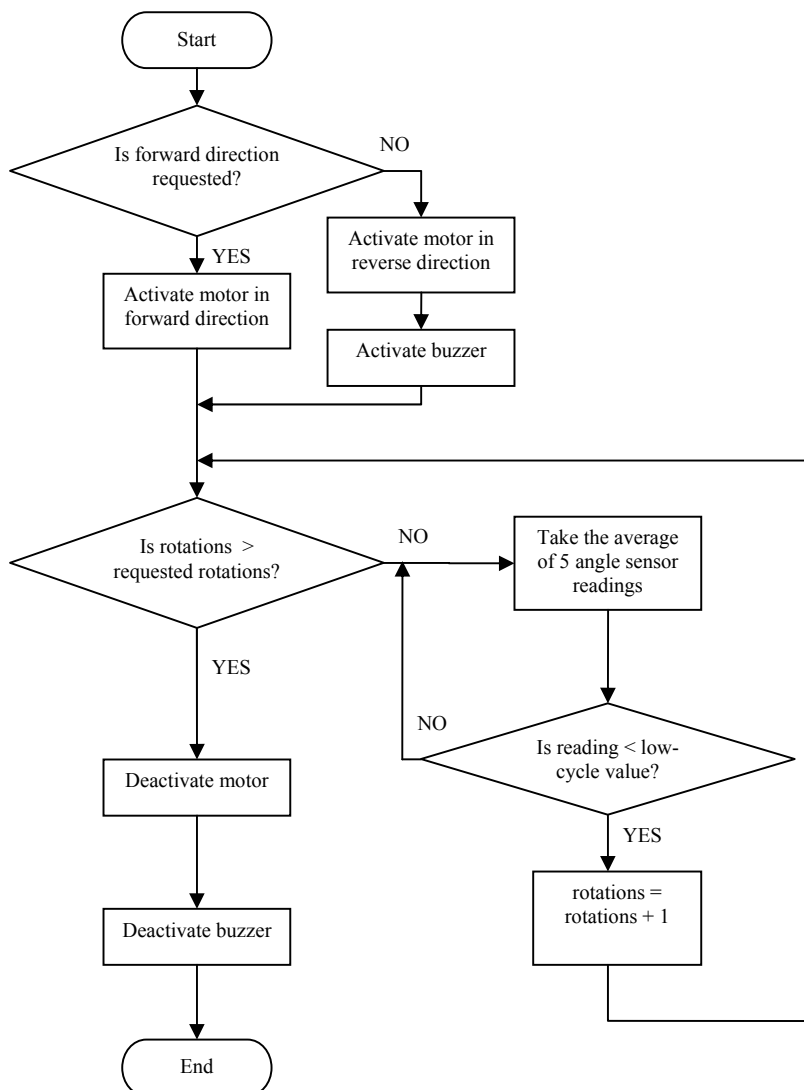 Start
Is forward direction
requested?
NO
YES
Activate motor in
reverse direction
Activate motor in
forward direction
Activate buzzer
Is rotations >
requested rotations?
NO
Take the average
of 5 angle sensor
readings
YES
NO
Is reading < low-
cycle value?
Deactivate motor
YES
rotations =
rotations + 1
Deactivate buzzer
End